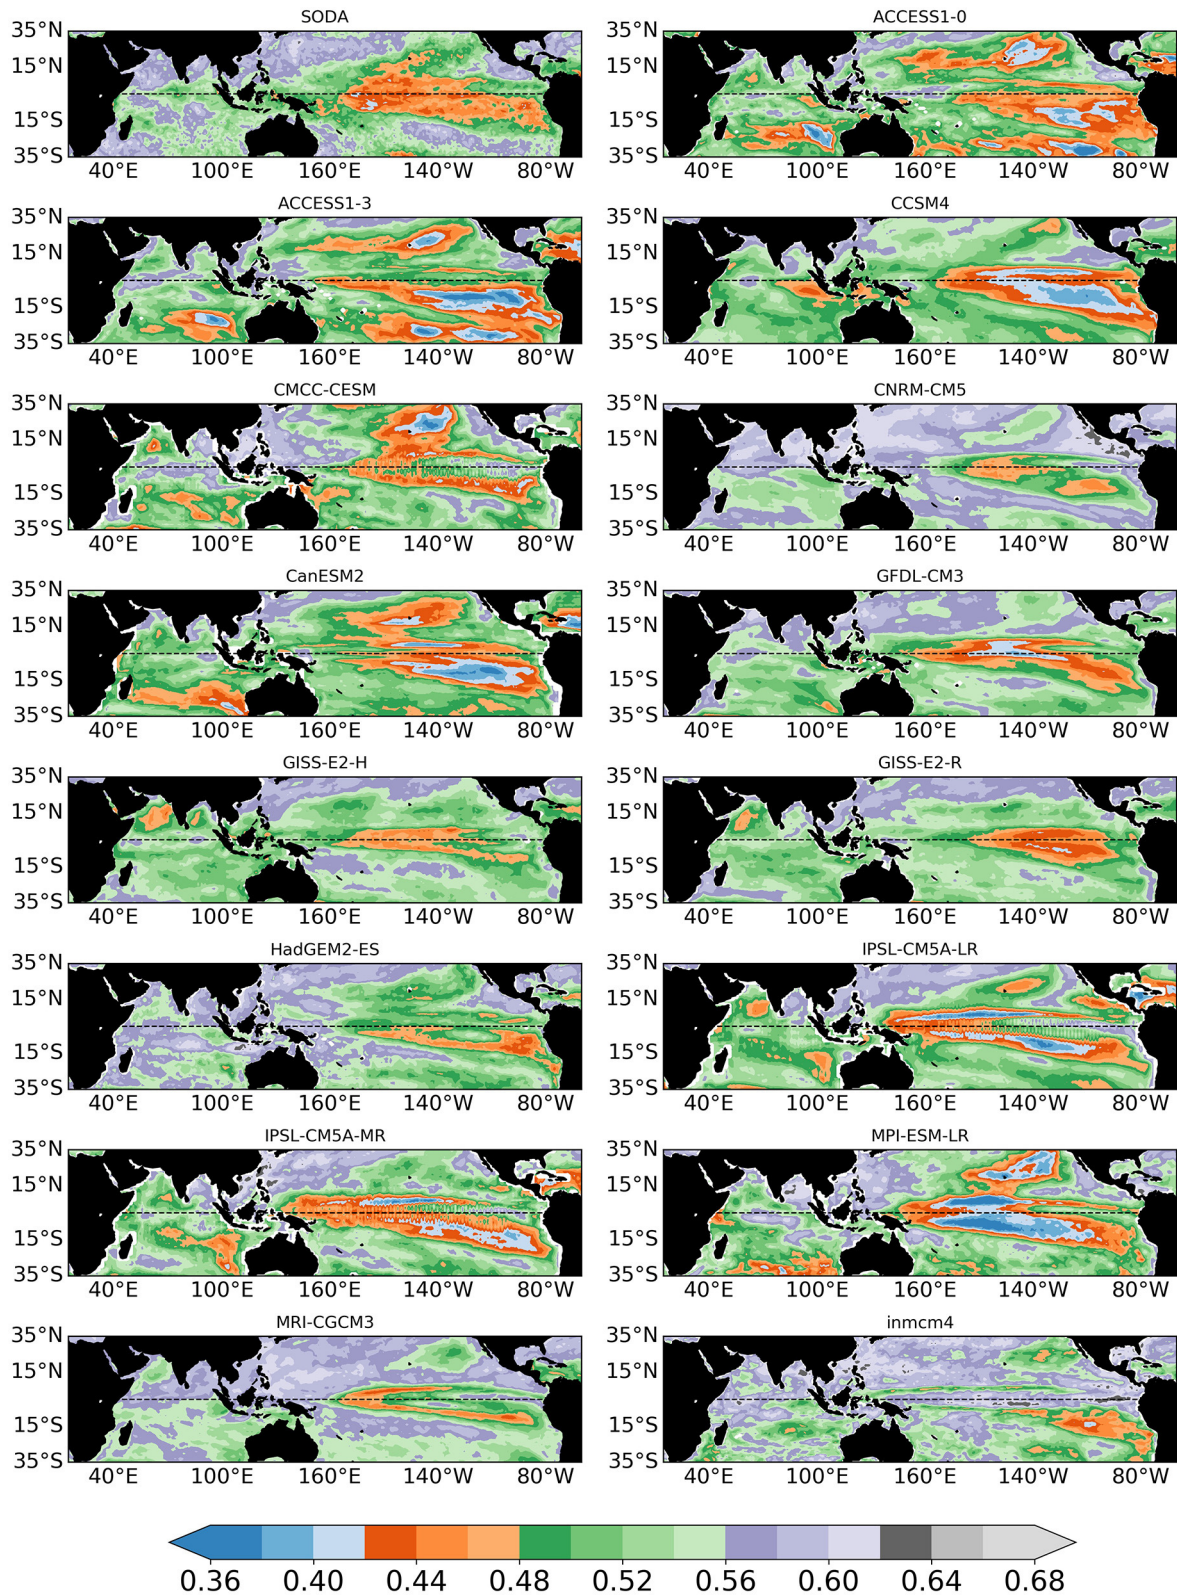 SODA ACCESS1-0
35°N 35°N
15°N 15°N
15°S 15°S
35°S 35°S
40°E 100°E 160°E 140°W 80°W 40°E 100°E 160°E 140°W 80°W
ACCESS1-3 CCSM4
35°N 35°N
15°N 15°N
15°S 15°S
35°S 35°S
40°E 100°E 160°E 140°W 80°W 40°E 100°E 160°E 140°W 80°W
CMCC-CESM CNRM-CM5
35°N 35°N
15°N 15°N
15°S 15°S
35°S 35°S
40°E 100°E 160°E 140°W 80°W 40°E 100°E 160°E 140°W 80°W
CanESM2 GFDL-CM3
35°N 35°N
15°N 15°N
15°S 15°S
35°S 35°S
40°E 100°E 160°E 140°W 80°W 40°E 100°E 160°E 140°W 80°W
GISS-E2-H GISS-E2-R
35°N 35°N
15°N 15°N
15°S 15°S
35°S 35°S
40°E 100°E 160°E 140°W 80°W 40°E 100°E 160°E 140°W 80°W
HadGEM2-ES IPSL-CM5A-LR
35°N 35°N
15°N 15°N
15°S 15°S
35°S 35°S
40°E 100°E 160°E 140°W 80°W 40°E 100°E 160°E 140°W 80°W
IPSL-CM5A-MR MPI-ESM-LR
35°N 35°N
15°N 15°N
15°S 15°S
35°S 35°S
40°E 100°E 160°E 140°W 80°W 40°E 100°E 160°E 140°W 80°W
MRI-CGCM3 inmcm4
35°N 35°N
15°N 15°N
15°S 15°S
35°S 35°S
40°E 100°E 160°E 140°W 80°W 40°E 100°E 160°E 140°W 80°W
0.36 0.40 0.44 0.48 0.52 0.56 0.60 0.64 0.68